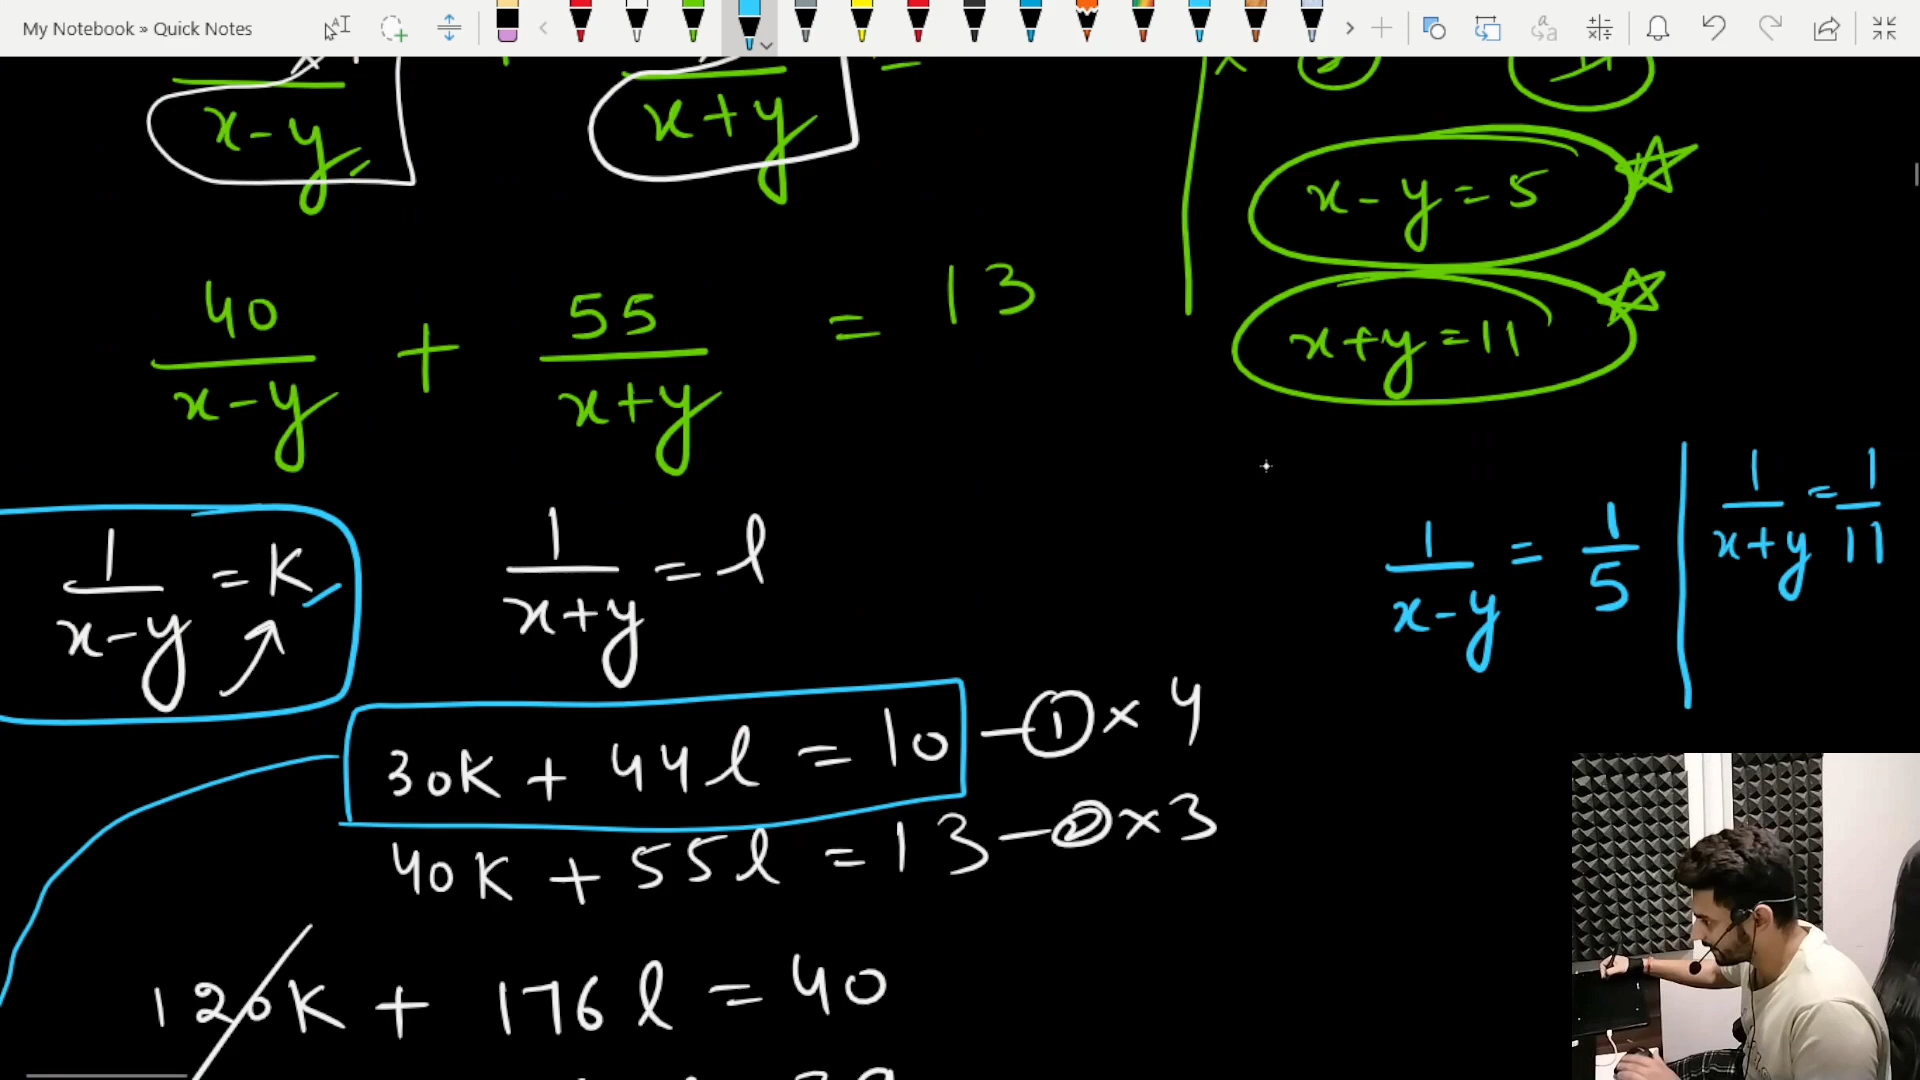 My Notebook » Quick Notes
x-y
x+y
=
x - y = 5
x+y = 11
40/x-y + 55/x+y = 13
1/x-y = K
1/x+y = l
1/x-y = 1/5
1/x+y = 1/11
30K + 44l = 10 - ① × 4
40K + 55l = 13 - ② × 3
120K + 176l = 40